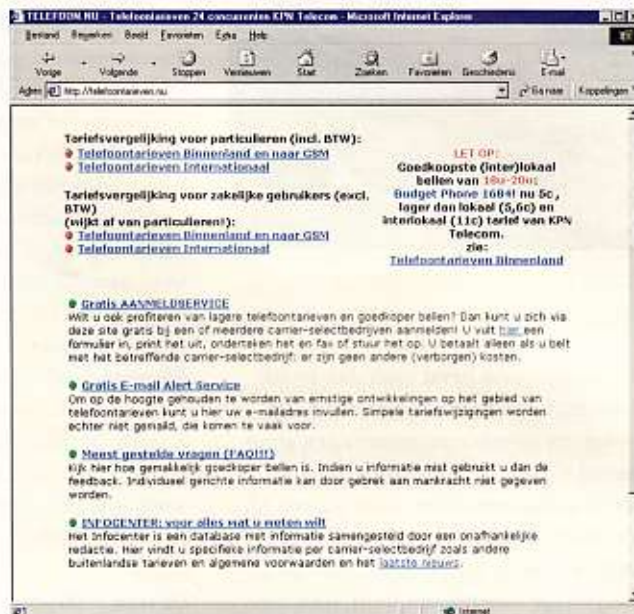 TELEFOON.NU - Telefoontarieven 24 concurrenten KPN Telecom - Microsoft Internet Explorer
Bestand Bewerken Beeld Favorieten Extra Help
Vorige Volgende Stoppen Vernieuwen Start Zoeken Favorieten Geschiedenis E-mail
Adres http://telefoontarieven.nu Ga naar Koppelingen
Tariefsvergelijking voor particulieren (incl. BTW):
Telefoontarieven Binnenland en naar GSM
Telefoontarieven Internationaal
Tariefsvergelijking voor zakelijke gebruikers (excl.
BTW)
(wijkt af van particulieren!):
Telefoontarieven Binnenland en naar GSM
Telefoontarieven Internationaal
LET OP:
Goedkoopste (inter)lokaal
bellen van 18u-20u:
Budget Phone 1684! nu 5c,
lager dan lokaal (5,6c) en
interlokaal (11c) tarief van KPN
Telecom.
zie:
Telefoontarieven Binnenland
Gratis AANMELDSERVICE
Wilt u ook profiteren van lagere telefoontarieven en goedkoper bellen? Dan kunt u zich via
deze site gratis bij een of meerdere carrier-selectbedrijven aanmelden! U vult hier een
formulier in, print het uit, ondertekent het en fax of stuur het op. U betaalt alleen als u belt
met het betreffende carrier-selectbedrijf: er zijn geen andere (verborgen) kosten.
Gratis E-mail Alert Service
Om op de hoogte gehouden te worden van ernstige ontwikkelingen op het gebied van
telefoontarieven kunt u hier uw e-mailadres invullen. Simpele tariefswijzigingen worden
echter niet gemaild, die komen te vaak voor.
Meest gestelde vragen (FAQ!!!)
Kijk hier hoe gemakkelijk goedkoper bellen is. Indien u informatie mist gebruikt u dan de
feedback. Individueel gerichte informatie kan door gebrek aan mankracht niet gegeven
worden.
INFOCENTER: voor alles wat u weten wilt
Het Infocenter is een database met informatie samengesteld door een onafhankelijke
redactie. Hier vindt u specifieke informatie per carrier-selectbedrijf zoals andere
buitenlandse tarieven en algemene voorwaarden en het laatste nieuws.
Internet